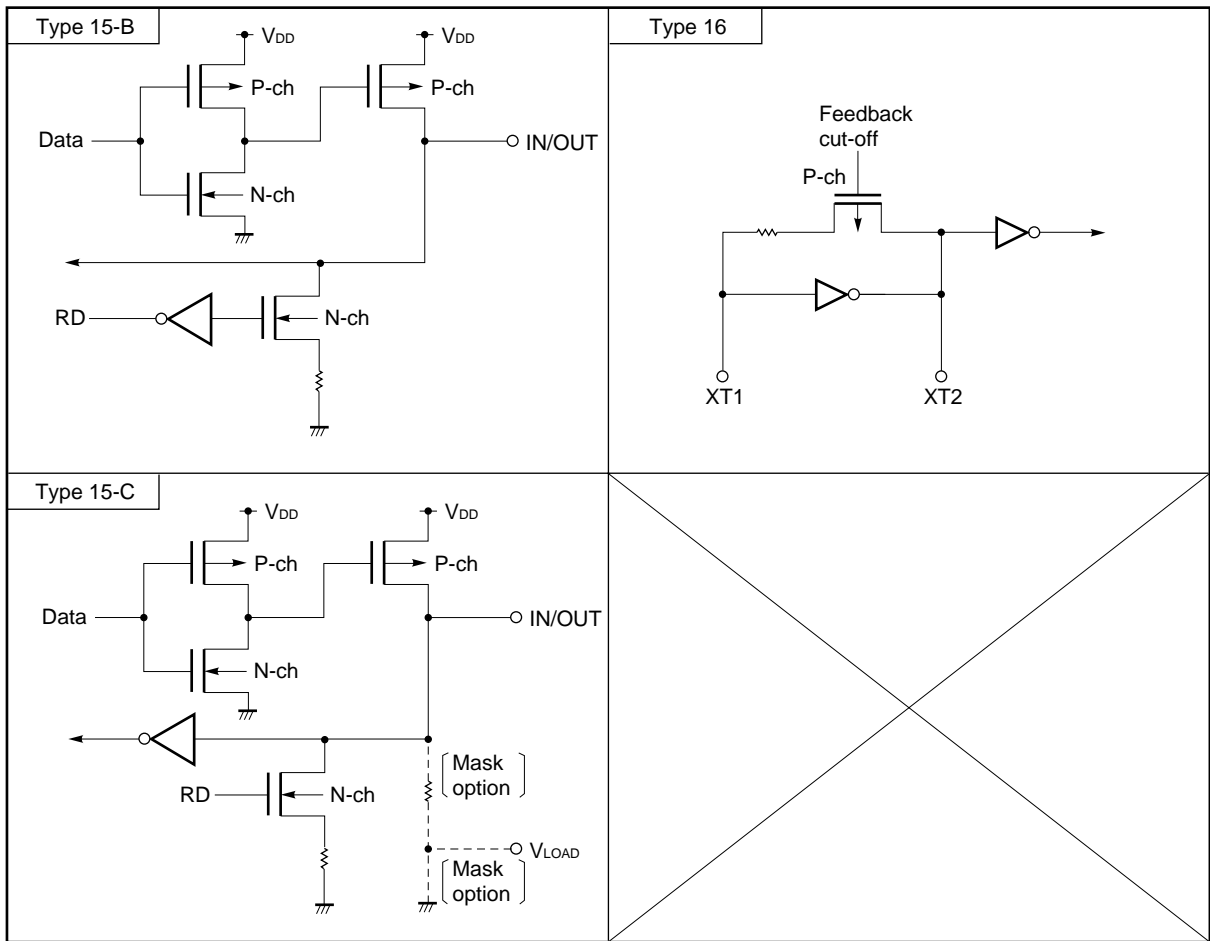 Type 15-B
VDD
VDD
P-ch
P-ch
Data
IN/OUT
N-ch
RD
N-ch
Type 16
Feedback
cut-off
P-ch
XT1
XT2
Type 15-C
VDD
VDD
P-ch
P-ch
Data
IN/OUT
N-ch
Mask
option
RD
N-ch
VLOAD
Mask
option